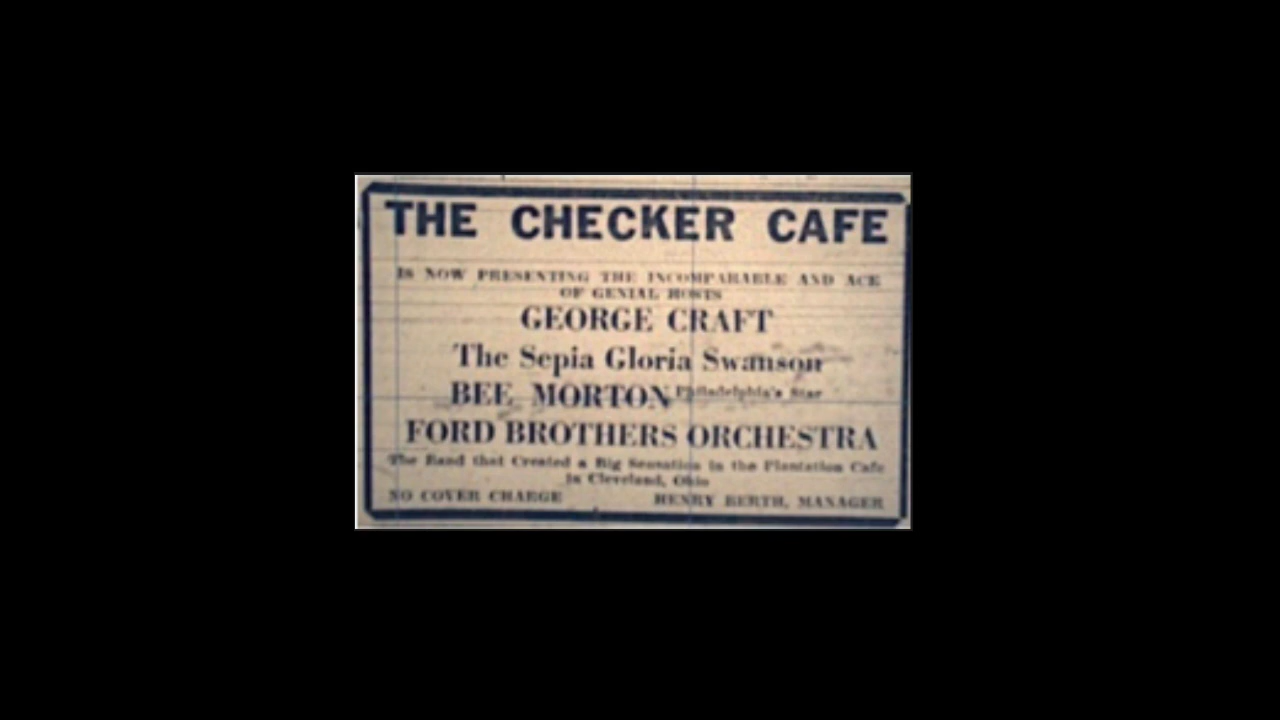 THE CHECKER CAFE
IS NOW PRESENTING THE INCOMPARABLE AND ACE
OF GENIAL HOSTS
GEORGE CRAFT
The Sepia Gloria Swanson
BEE MORTON Philadelphia's Star
FORD BROTHERS ORCHESTRA
The Band that Created a Big Sensation in the Plantation Cafe
in Cleveland, Ohio
NO COVER CHARGE HENRY BERTH, MANAGER